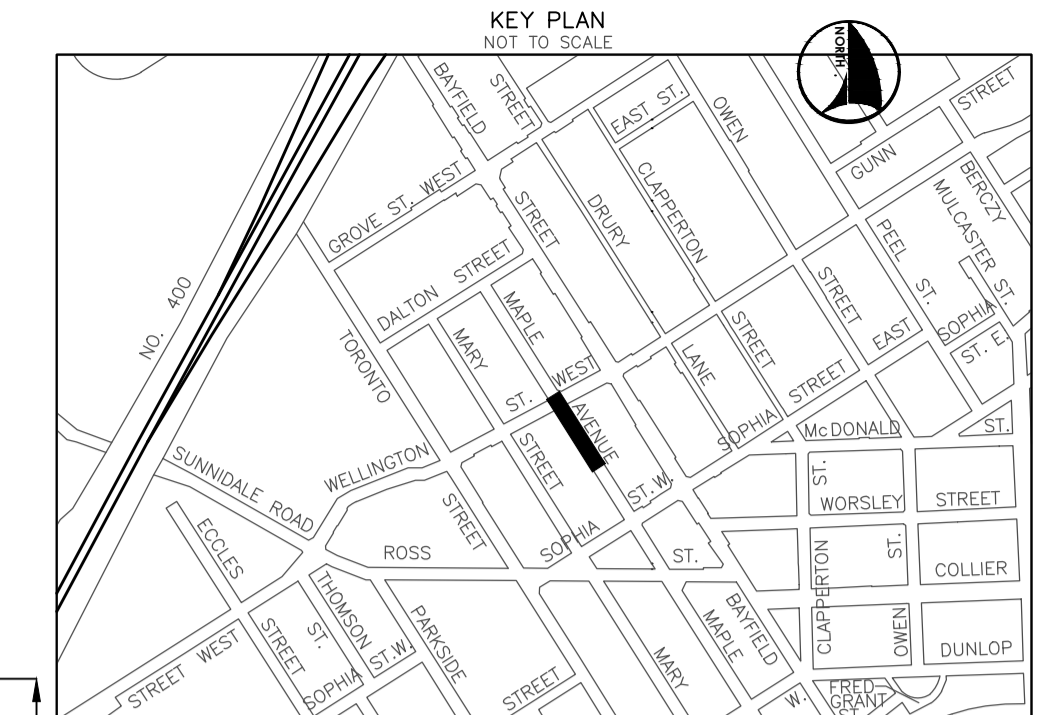 KEY PLAN
NOT TO SCALE
NORH
BAYFIELD
STREET
EAST ST.
OWEN
STREET
GUNN
BERCZY
MULCASTER ST.
GROVE ST. WEST
CLAPPERTON
DRURY
STREET
PEEL
ST.
DALTON STREET
NO. 400
STREET
SOPHIA
ST. E.
EAST
MAPLE
TORONTO
MARY
STREET
LANE
WEST
ST.
STREET
AVENUE
SOPHIA
McDONALD
ST.
STREET
WELLINGTON
SUNNIDALE ROAD
ST.W.
ST.
WORSLEY
STREET
STREET
ECCLES
ROSS
SOPHIA
ST.
CLAPPERTON
ST.
COLLIER
THOMSON
ST.W.
PARKSIDE
BAYFIELD
MAPLE
OWEN
DUNLOP
STREET
ST.
STREET WEST
SOPHIA
STREET
MARY
W.
FRED
GRANT
ST.